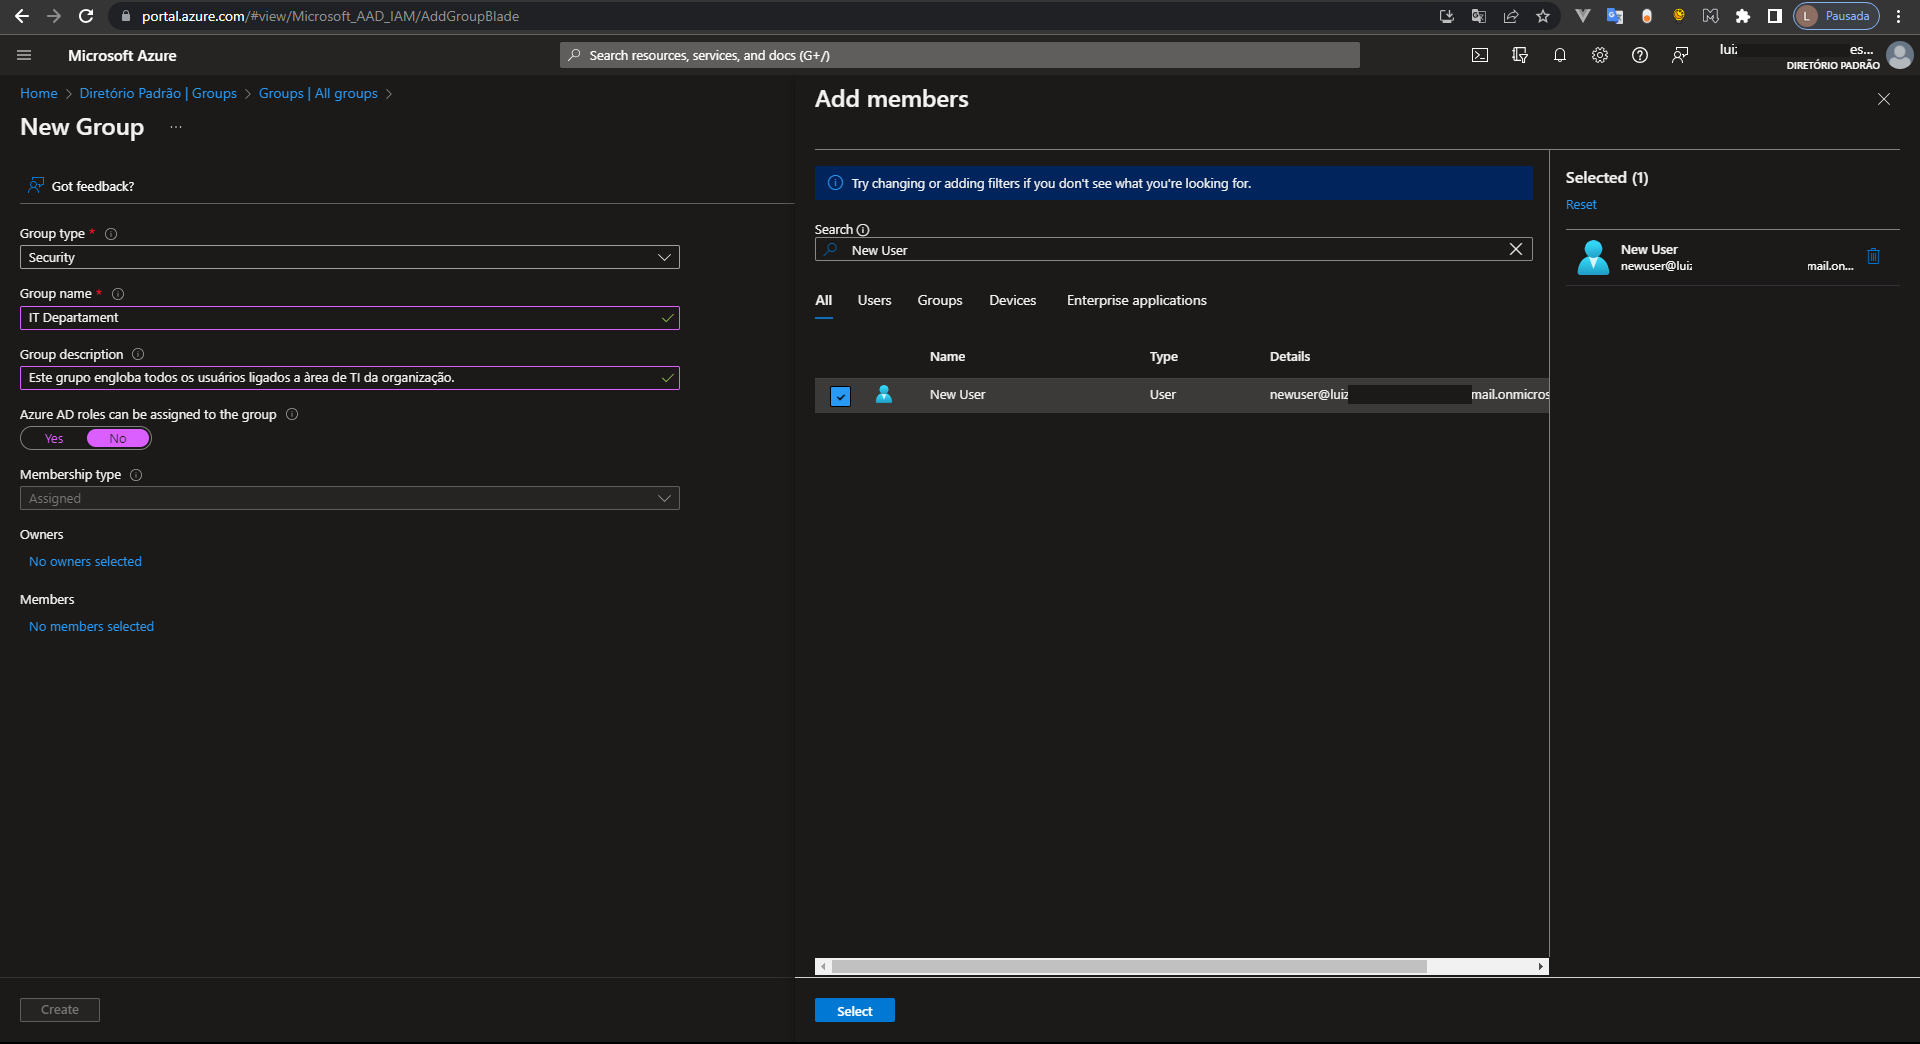 portal.azure.com/#view/Microsoft_AAD_IAM/AddGroupBlade
L Pausada
Microsoft Azure
Search resources, services, and docs (G+/)
luiz es...
DIRETÓRIO PADRÃO
Home > Diretório Padrão | Groups > Groups | All groups >
New Group ...
Got feedback?
Group type *
Security
Group name *
IT Departament
Group description
Este grupo engloba todos os usuários ligados a àrea de TI da organização.
Azure AD roles can be assigned to the group
Yes No
Membership type
Assigned
Owners
No owners selected
Members
No members selected
Create
Add members
Try changing or adding filters if you don't see what you're looking for.
Search
New User
All Users Groups Devices Enterprise applications
Name Type Details
New User User newuser@luiz mail.onmicros
Select
Selected (1)
Reset
New User
newuser@luiz mail.on...